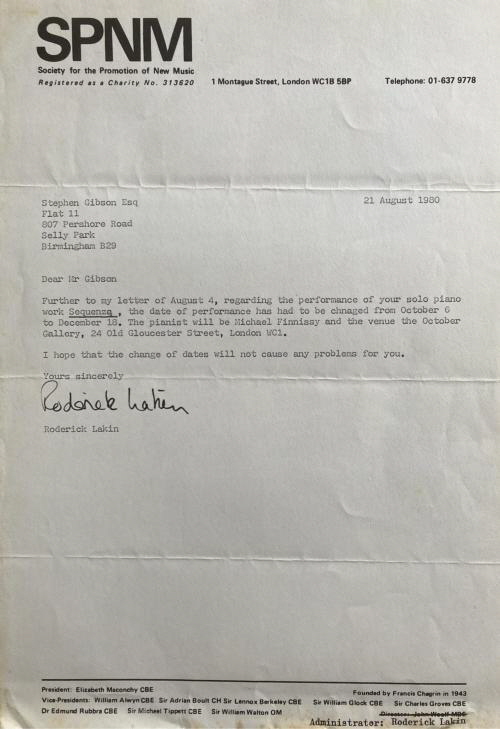 SPNM
Society for the Promotion of New Music
Registered as a Charity No. 313620
1 Montague Street, London WC1B 5BP
Telephone: 01-637 9778
Stephen Gibson Esq
21 August 1980
Flat 11
807 Pershore Road
Selly Park
Birmingham B29
Dear Mr Gibson
Further to my letter of August 4, regarding the performance of your solo piano
work Sequenza , the date of performance has had to be chnaged from October 6
to December 18. The pianist will be Michael Finnissy and the venue the October
Gallery, 24 Old Gloucester Street, London WC1.
I hope that the change of dates will not cause any problems for you.
Yours sincerely
Roderick Lakin
Roderick Lakin
President: Elizabeth Maconchy CBE
Founded by Francis Chagrin in 1943
Vice-Presidents: William Alwyn CBE Sir Adrian Boult CH Sir Lennox Berkeley CBE Sir William Glock CBE Sir Charles Groves CBE
Dr Edmund Rubbra CBE Sir Michael Tippett CBE Sir William Walton OM
Director: John Woolf MBE
Administrator: Roderick Lakin